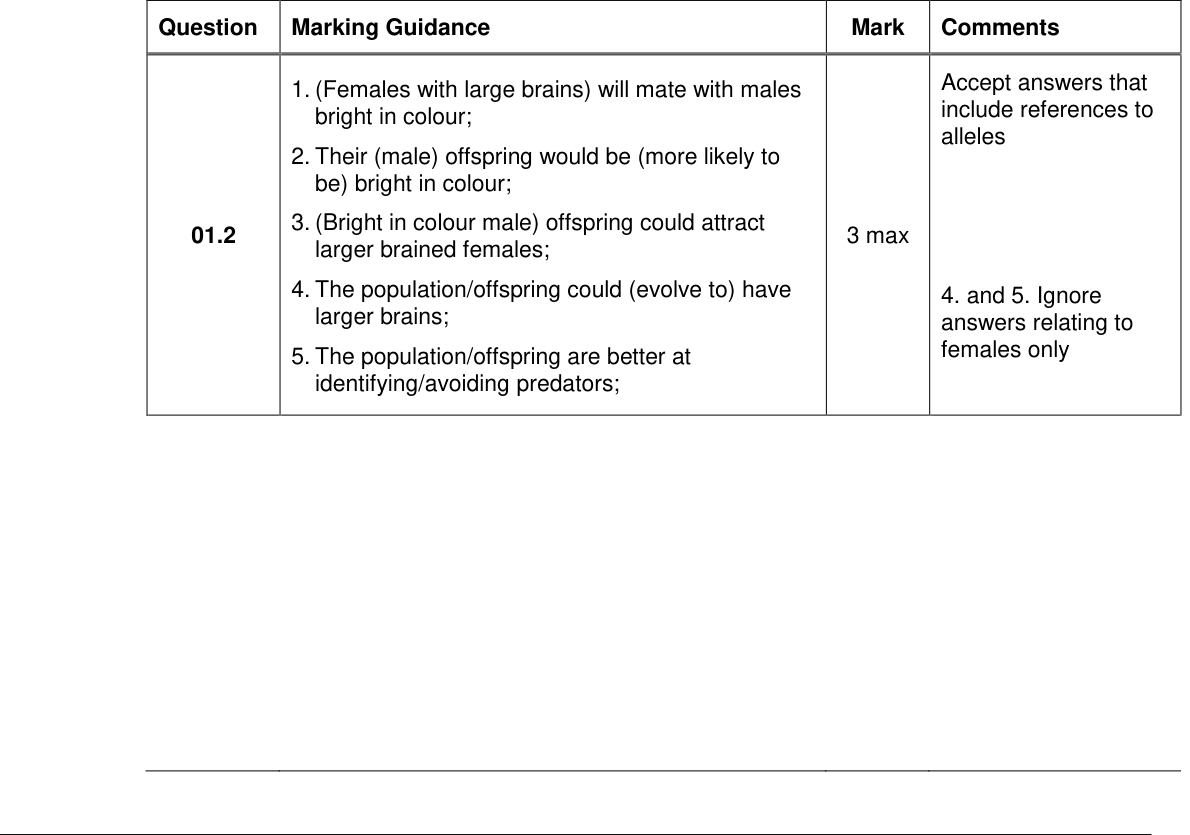 Question Marking Guidance Mark Comments
01.2
1. (Females with large brains) will mate with males
bright in colour;
2. Their (male) offspring would be (more likely to
be) bright in colour;
3. (Bright in colour male) offspring could attract
larger brained females;
4. The population/offspring could (evolve to) have
larger brains;
5. The population/offspring are better at
identifying/avoiding predators;
3 max
Accept answers that
include references to
alleles
4. and 5. Ignore
answers relating to
females only